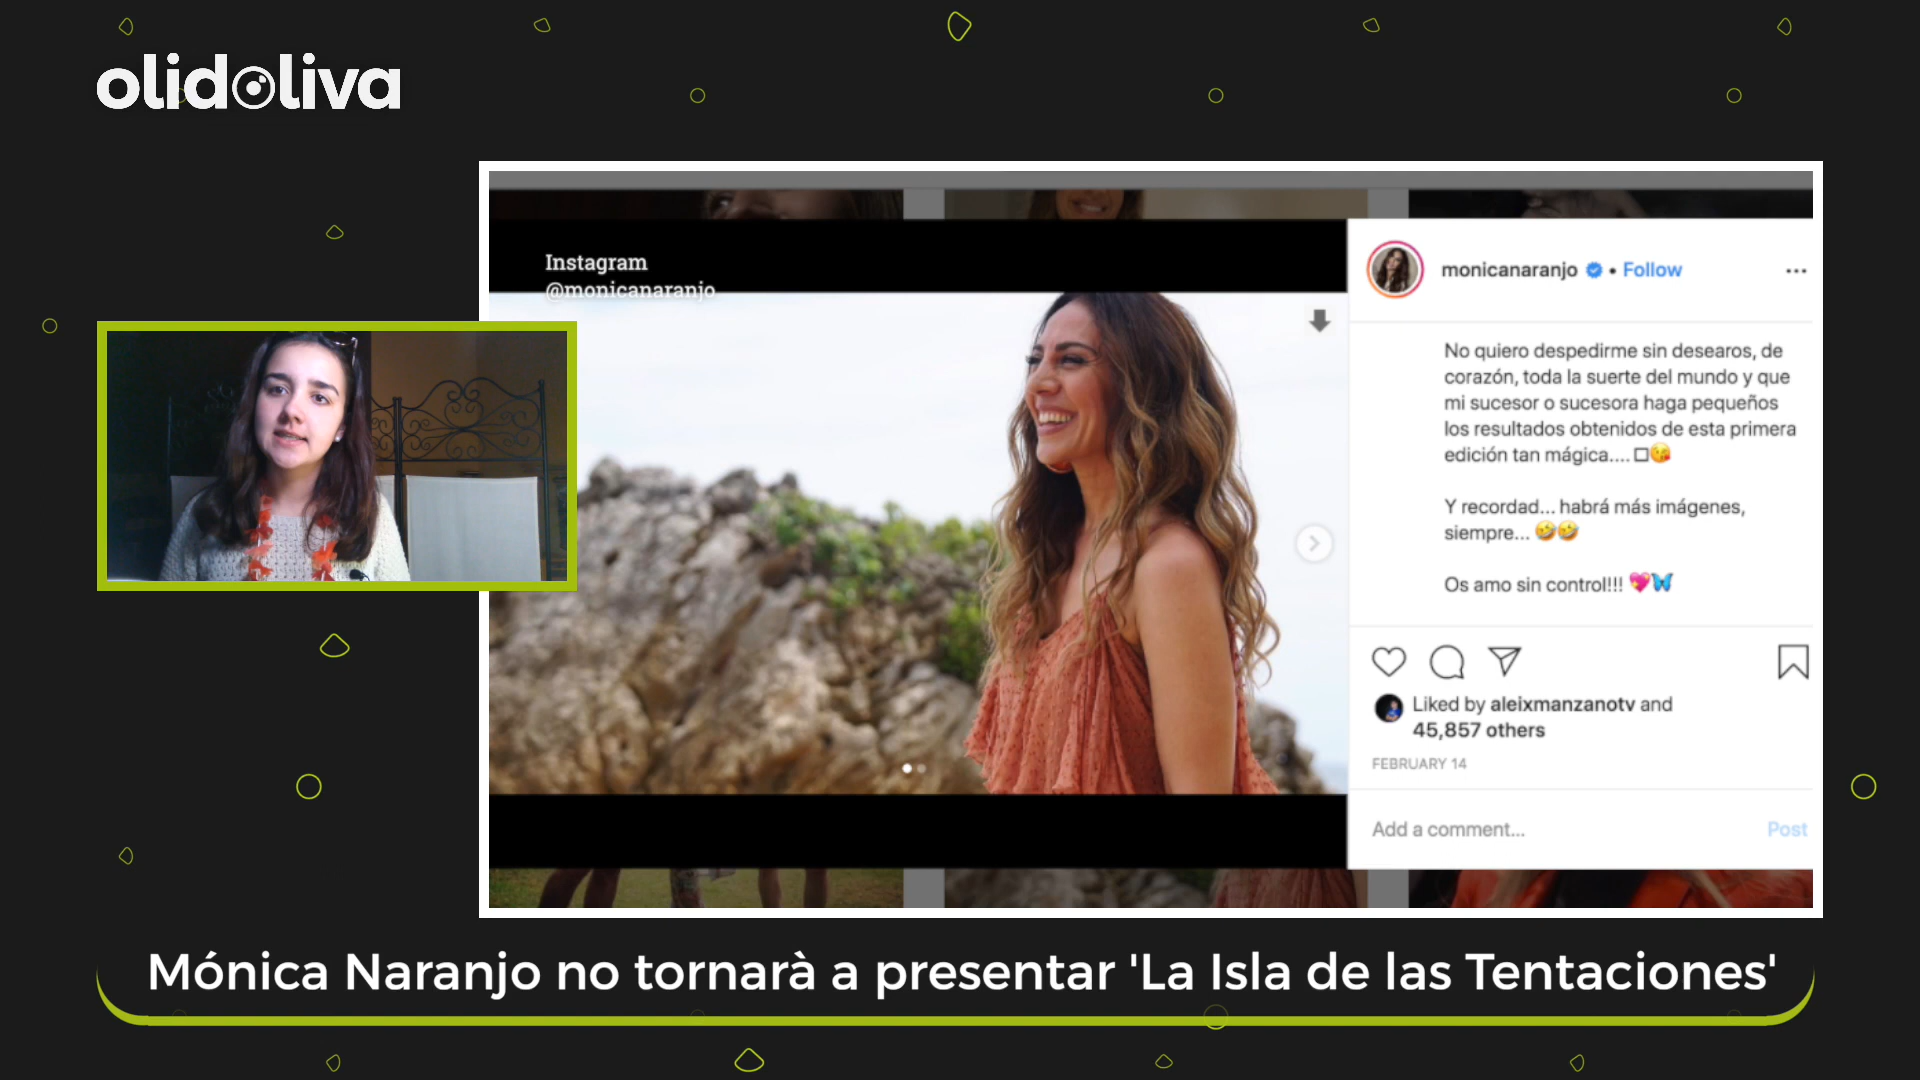 olidoliva
Instagram
@monicanaranjo
monicanaranjo • Follow
No quiero despedirme sin desearos, de
corazón, toda la suerte del mundo y que
mi sucesor o sucesora haga pequeños
los resultados obtenidos de esta primera
edición tan mágica.... □😘
Y recordad... habrá más imágenes,
siempre... 🤣🤣
Os amo sin control!!! 💖🦋
Liked by aleixmanzanotv and
45,857 others
FEBRUARY 14
Add a comment... Post
Mónica Naranjo no tornarà a presentar 'La Isla de las Tentaciones'